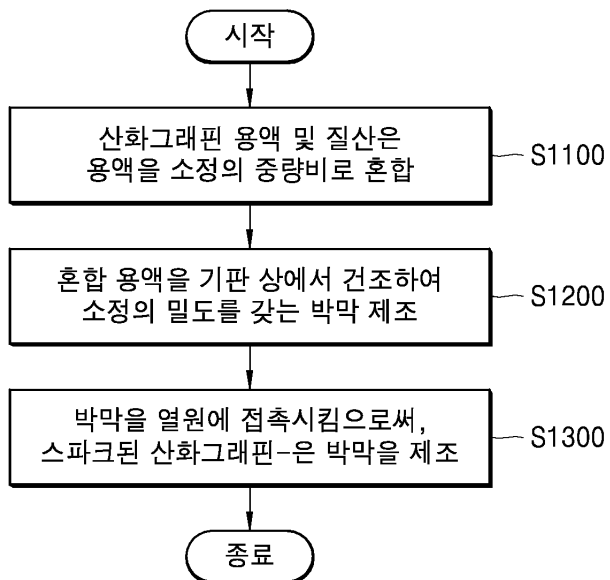 시작
산화그래핀 용액 및 질산은
용액을 소정의 중량비로 혼합
S1100
혼합 용액을 기판 상에서 건조하여
소정의 밀도를 갖는 박막 제조
S1200
박막을 열원에 접촉시킴으로써,
스파크된 산화그래핀-은 박막을 제조
S1300
종료